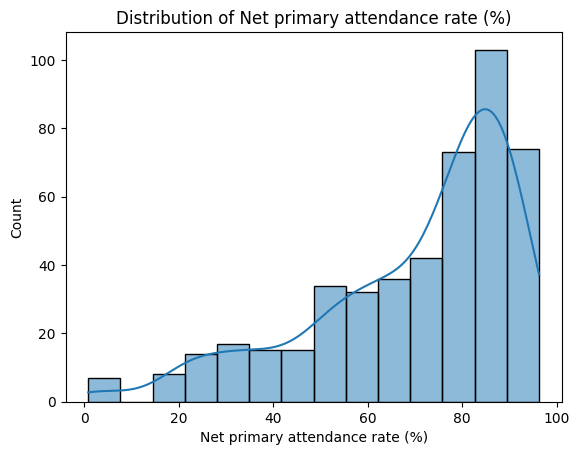 Distribution of Net primary attendance rate (%)
Count
100
80
60
40
20
0
0 20 40 60 80 100
Net primary attendance rate (%)